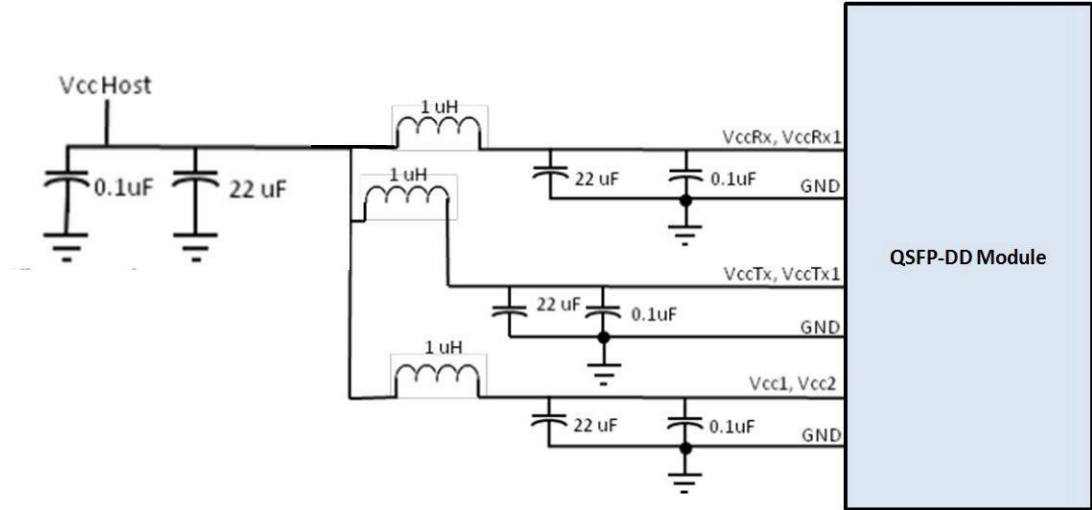 VccHost
0.1uF
22 uF
1 uH
VccRx, VccRx1
22 uF
0.1uF
GND
1 uH
VccTx, VccTx1
22 uF
0.1uF
GND
1 uH
Vcc1, Vcc2
22 uF
0.1uF
GND
QSFP-DD Module